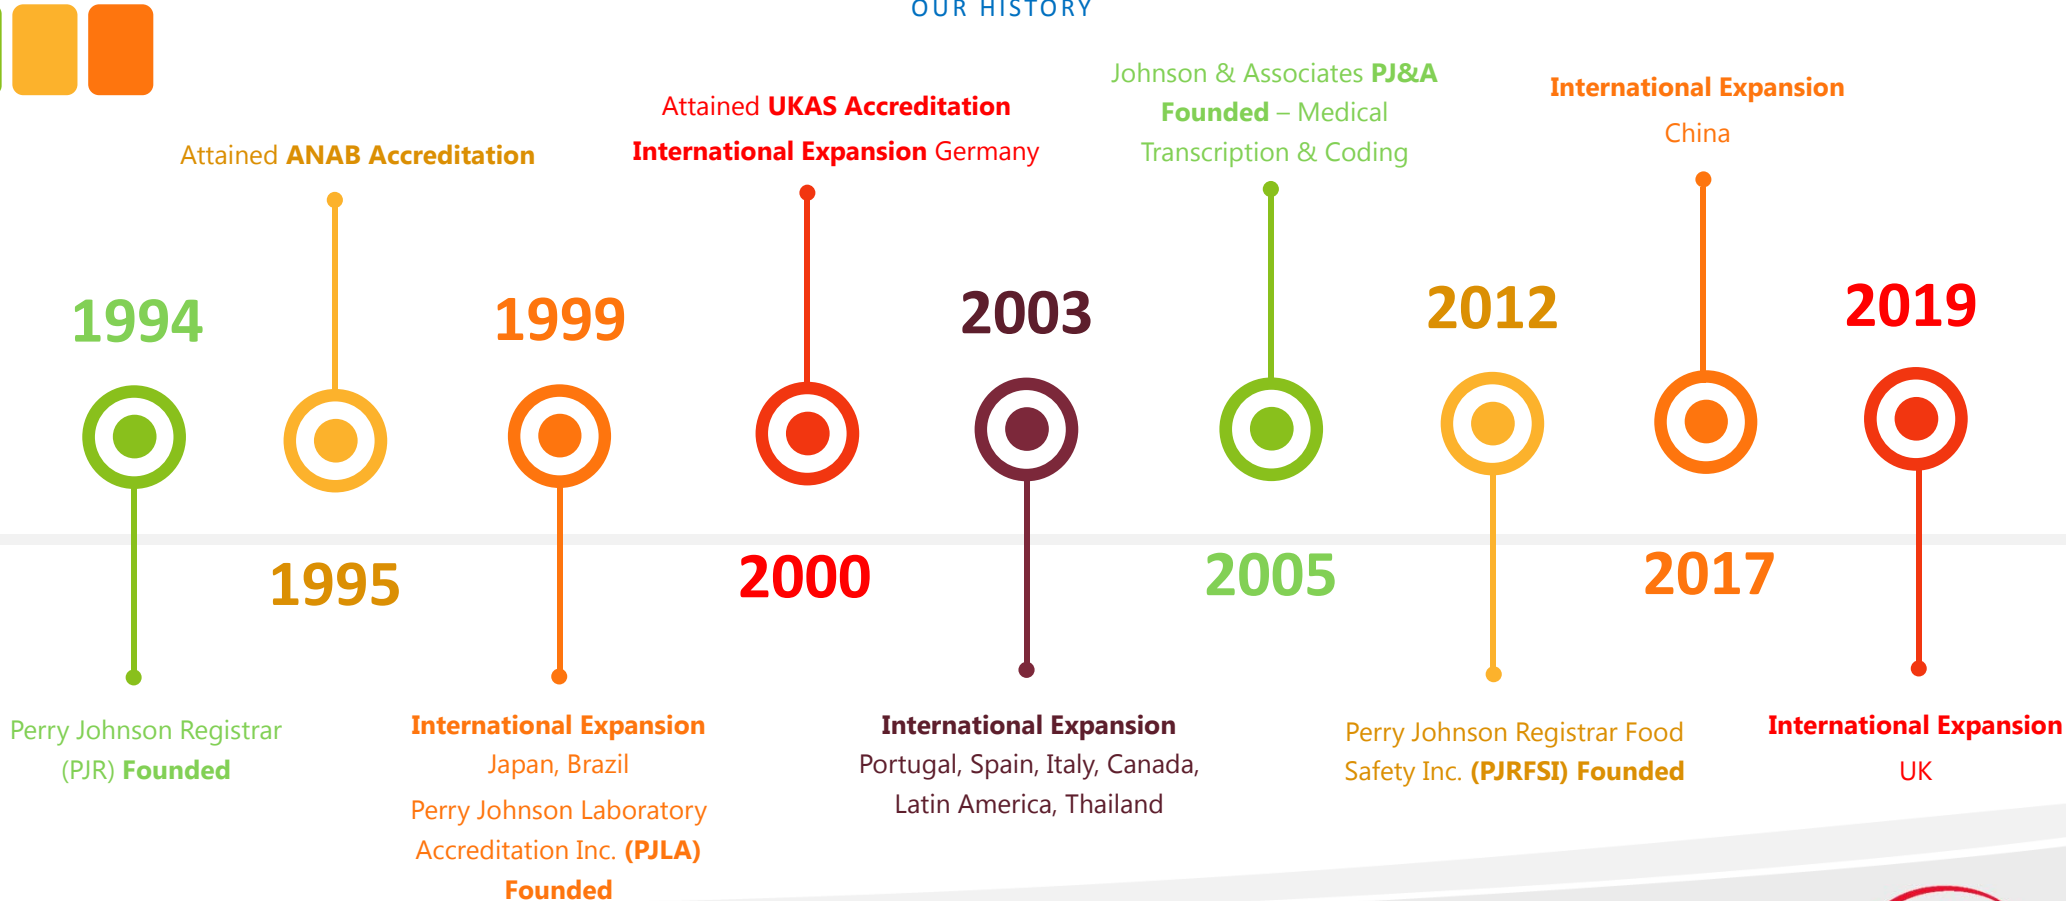 OUR HISTORY
1994
Perry Johnson Registrar
(PJR) Founded
Attained ANAB Accreditation
1995
1999
International Expansion
Japan, Brazil
Perry Johnson Laboratory
Accreditation Inc. (PJLA)
Founded
Attained UKAS Accreditation
International Expansion Germany
2000
2003
International Expansion
Portugal, Spain, Italy, Canada,
Latin America, Thailand
Johnson & Associates PJ&A
Founded – Medical
Transcription & Coding
2005
2012
Perry Johnson Registrar Food
Safety Inc. (PJRFSI) Founded
International Expansion
China
2017
2019
International Expansion
UK